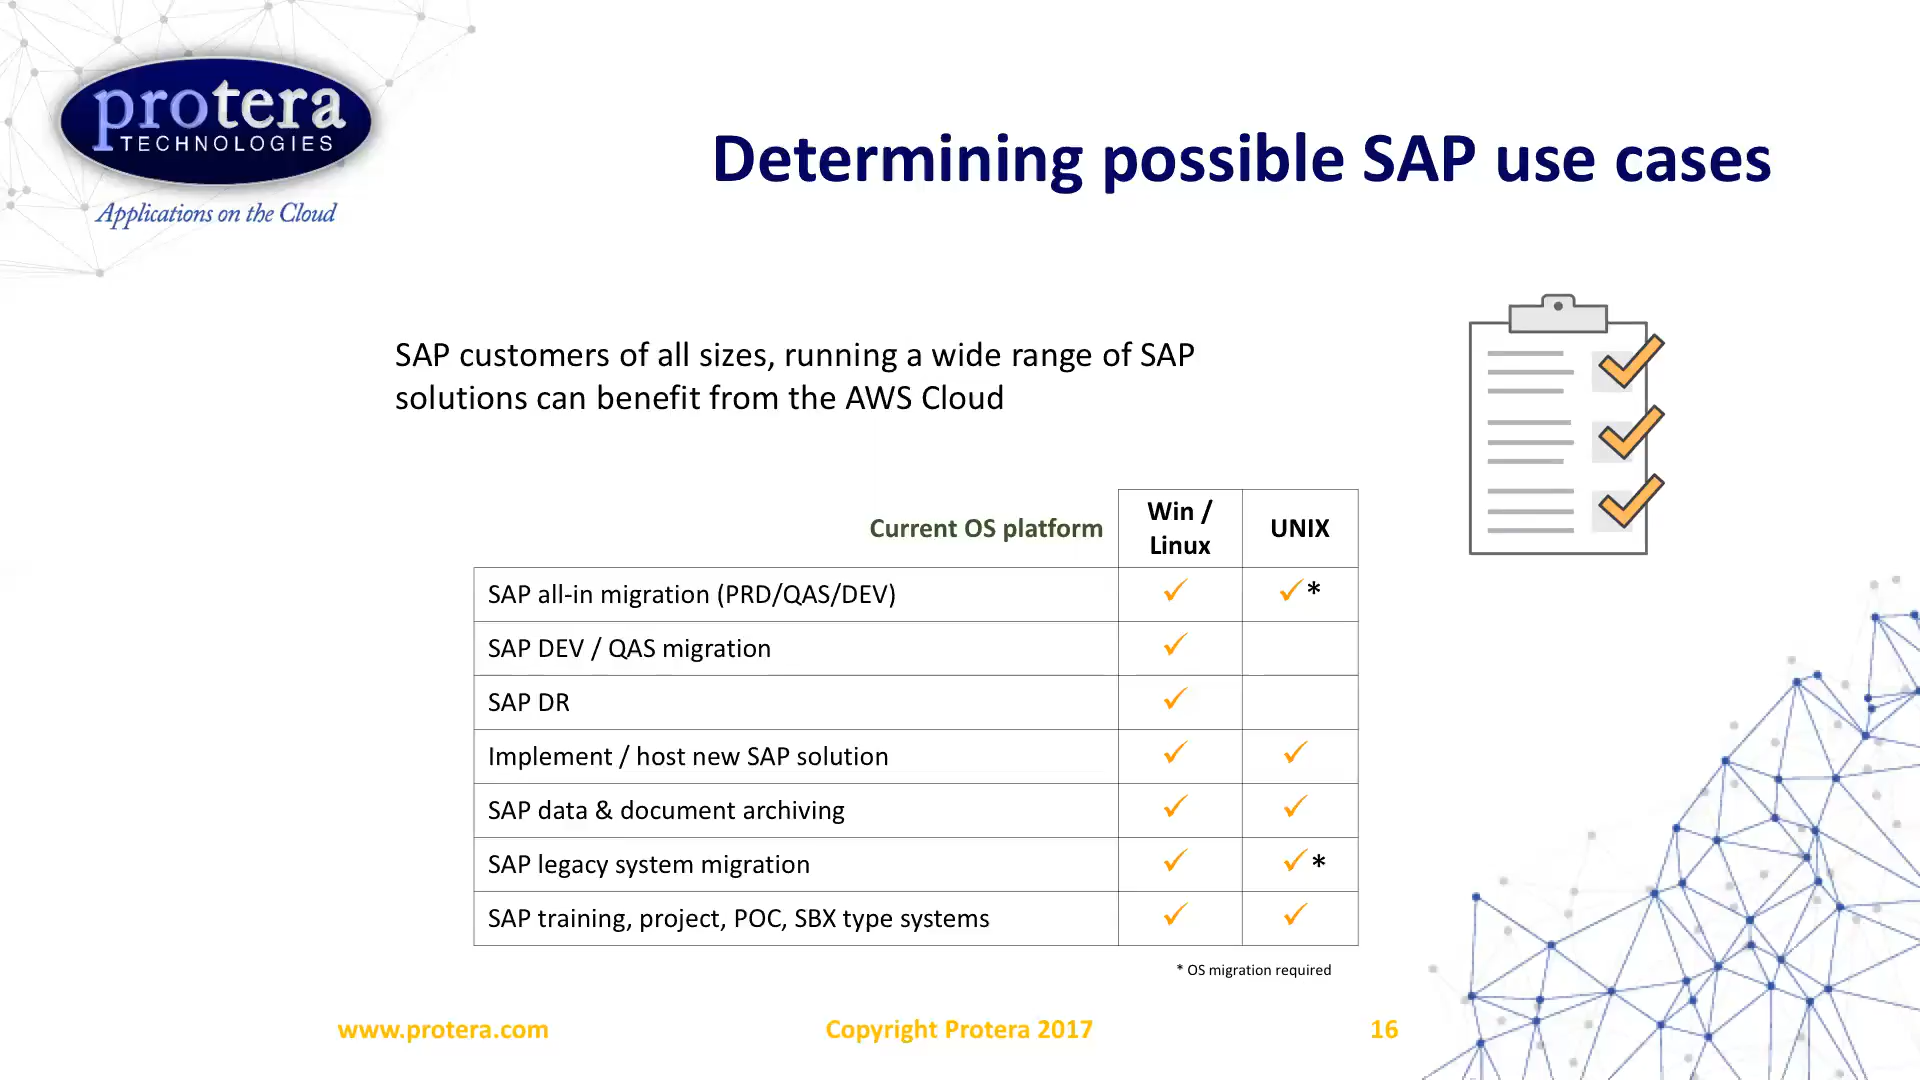 protera
TECHNOLOGIES
Applications on the Cloud
Determining possible SAP use cases
SAP customers of all sizes, running a wide range of SAP
solutions can benefit from the AWS Cloud
Current OS platform
Win /
Linux
UNIX
SAP all-in migration (PRD/QAS/DEV) ✓ ✓*
SAP DEV / QAS migration ✓
SAP DR ✓
Implement / host new SAP solution ✓ ✓
SAP data & document archiving ✓ ✓
SAP legacy system migration ✓ ✓*
SAP training, project, POC, SBX type systems ✓ ✓
* OS migration required
www.protera.com
Copyright Protera 2017
16